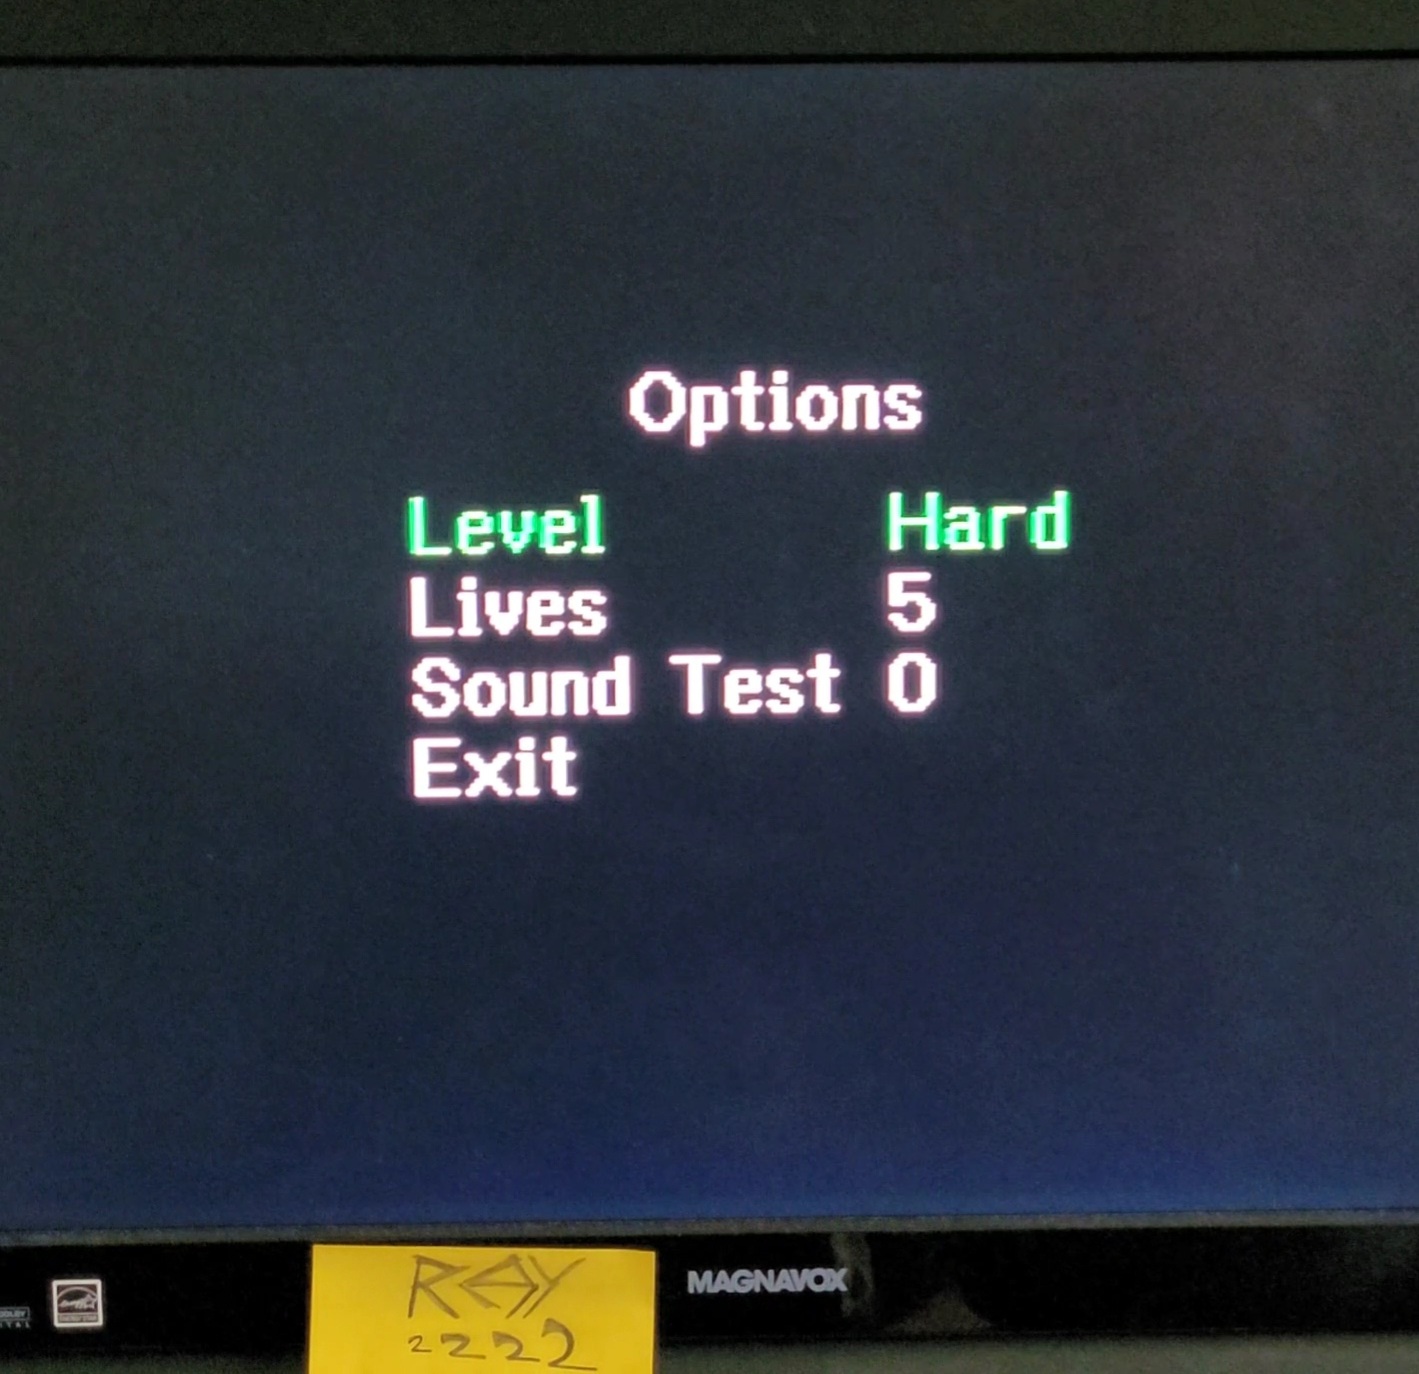 Options
Level Hard
Lives 5
Sound Test 0
Exit
MAGNAVOX
RAY
2222